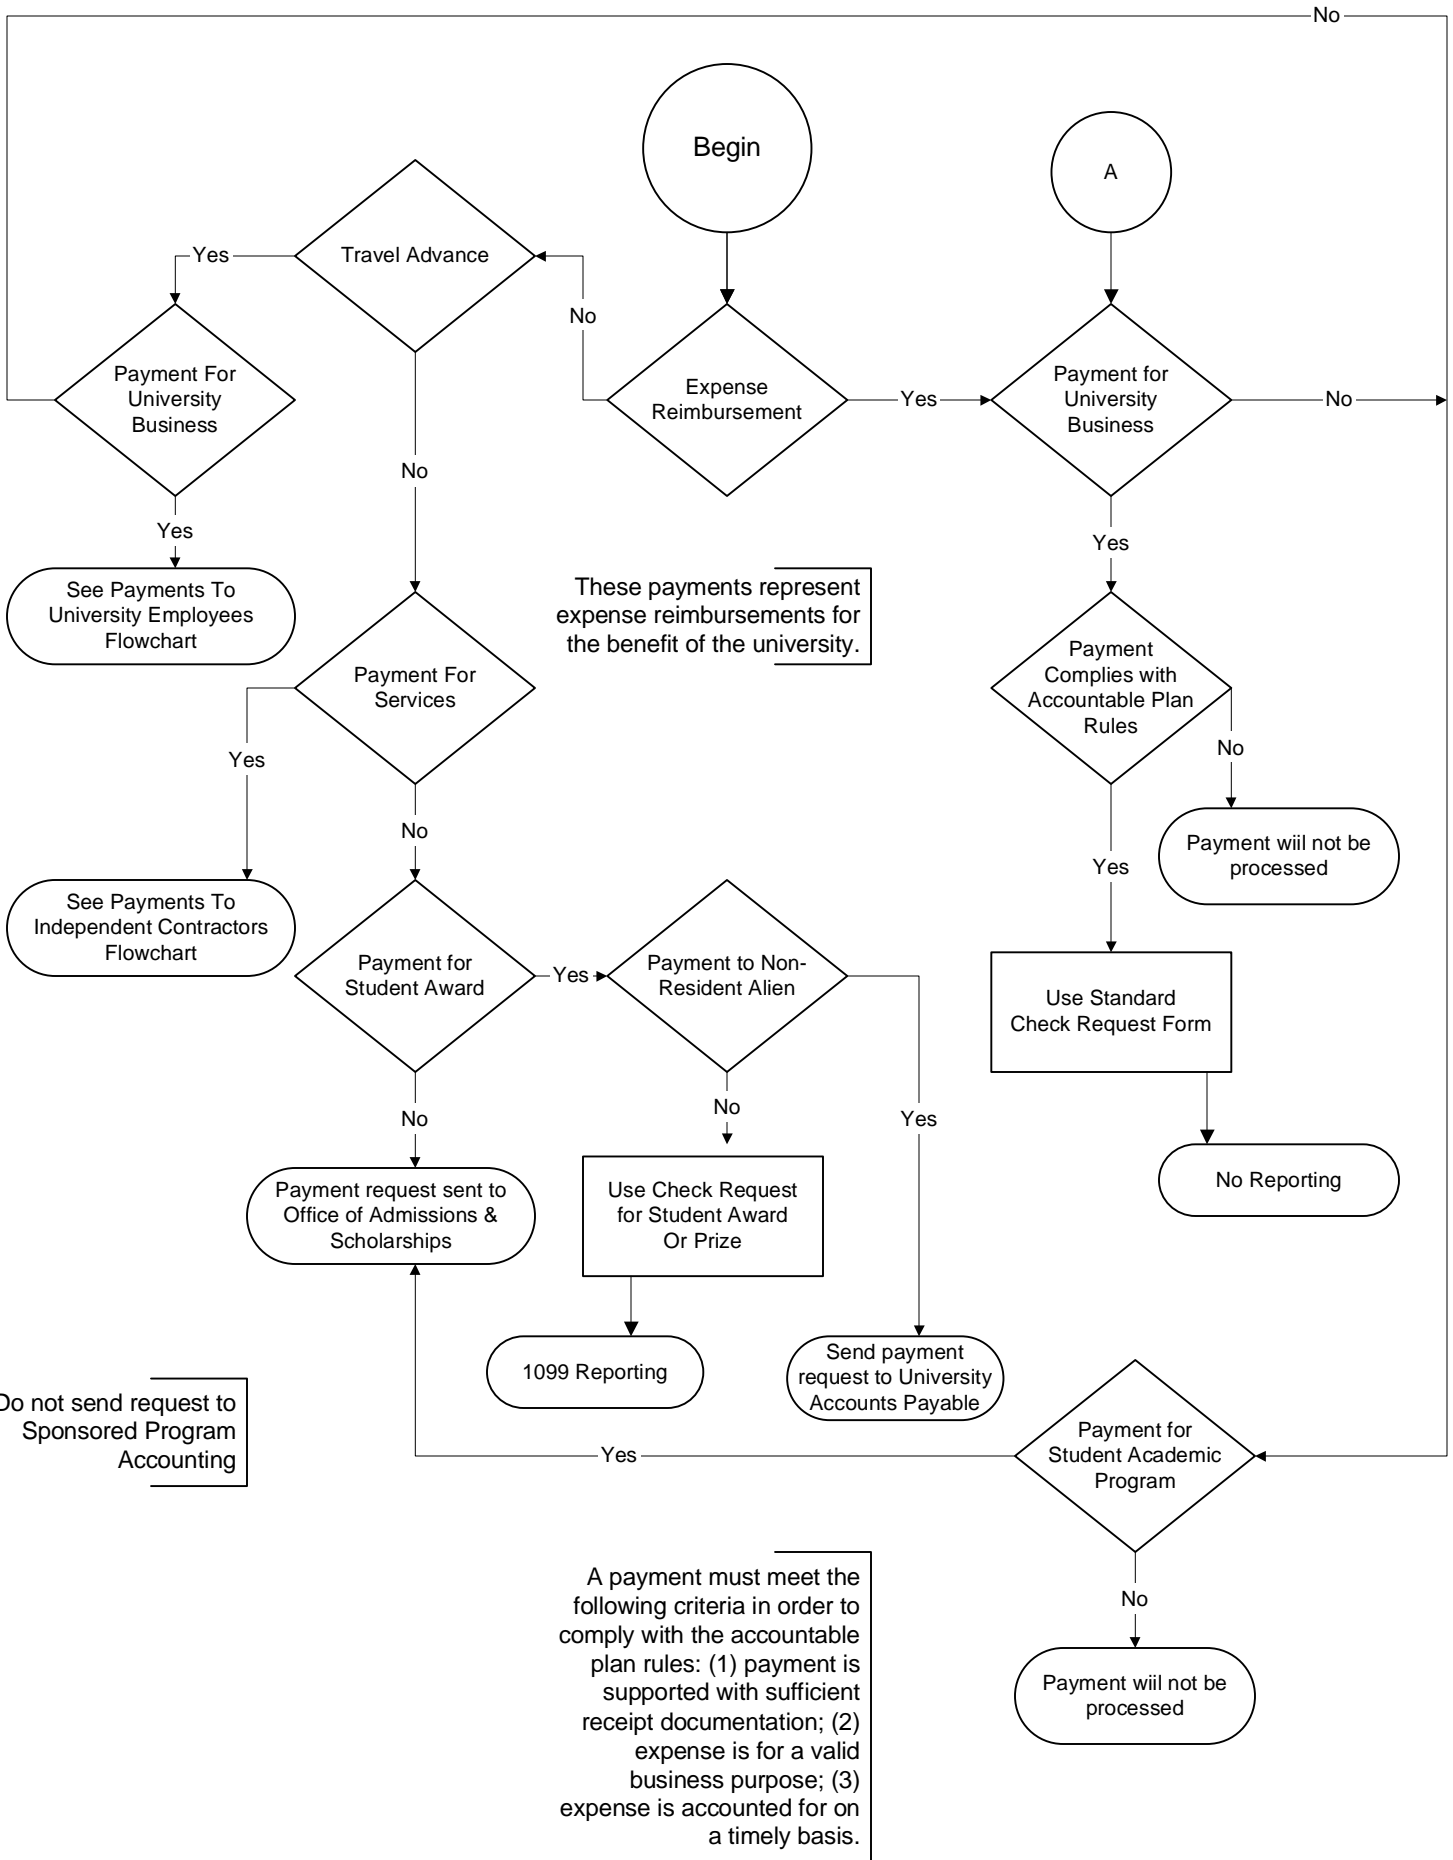 No
Begin
A
Travel Advance
Yes
No
Payment For
University
Business
Expense
Reimbursement
Yes
Payment for
University
Business
No
No
Yes
Yes
See Payments To
University Employees
Flowchart
These payments represent
expense reimbursements for
the benefit of the university.
Payment
Complies with
Accountable Plan
Rules
Payment For
Services
No
Yes
No
Payment wiil not be
processed
Yes
See Payments To
Independent Contractors
Flowchart
Payment for
Student Award
Yes
Payment to Non-
Resident Alien
Use Standard
Check Request Form
No
No
Yes
Payment request sent to
Office of Admissions &
Scholarships
Use Check Request
for Student Award
Or Prize
No Reporting
1099 Reporting
Send payment
request to University
Accounts Payable
Do not send request to
Sponsored Program
Accounting
Yes
Payment for
Student Academic
Program
No
A payment must meet the
following criteria in order to
comply with the accountable
plan rules: (1) payment is
supported with sufficient
receipt documentation; (2)
expense is for a valid
business purpose; (3)
expense is accounted for on
a timely basis.
Payment wiil not be
processed